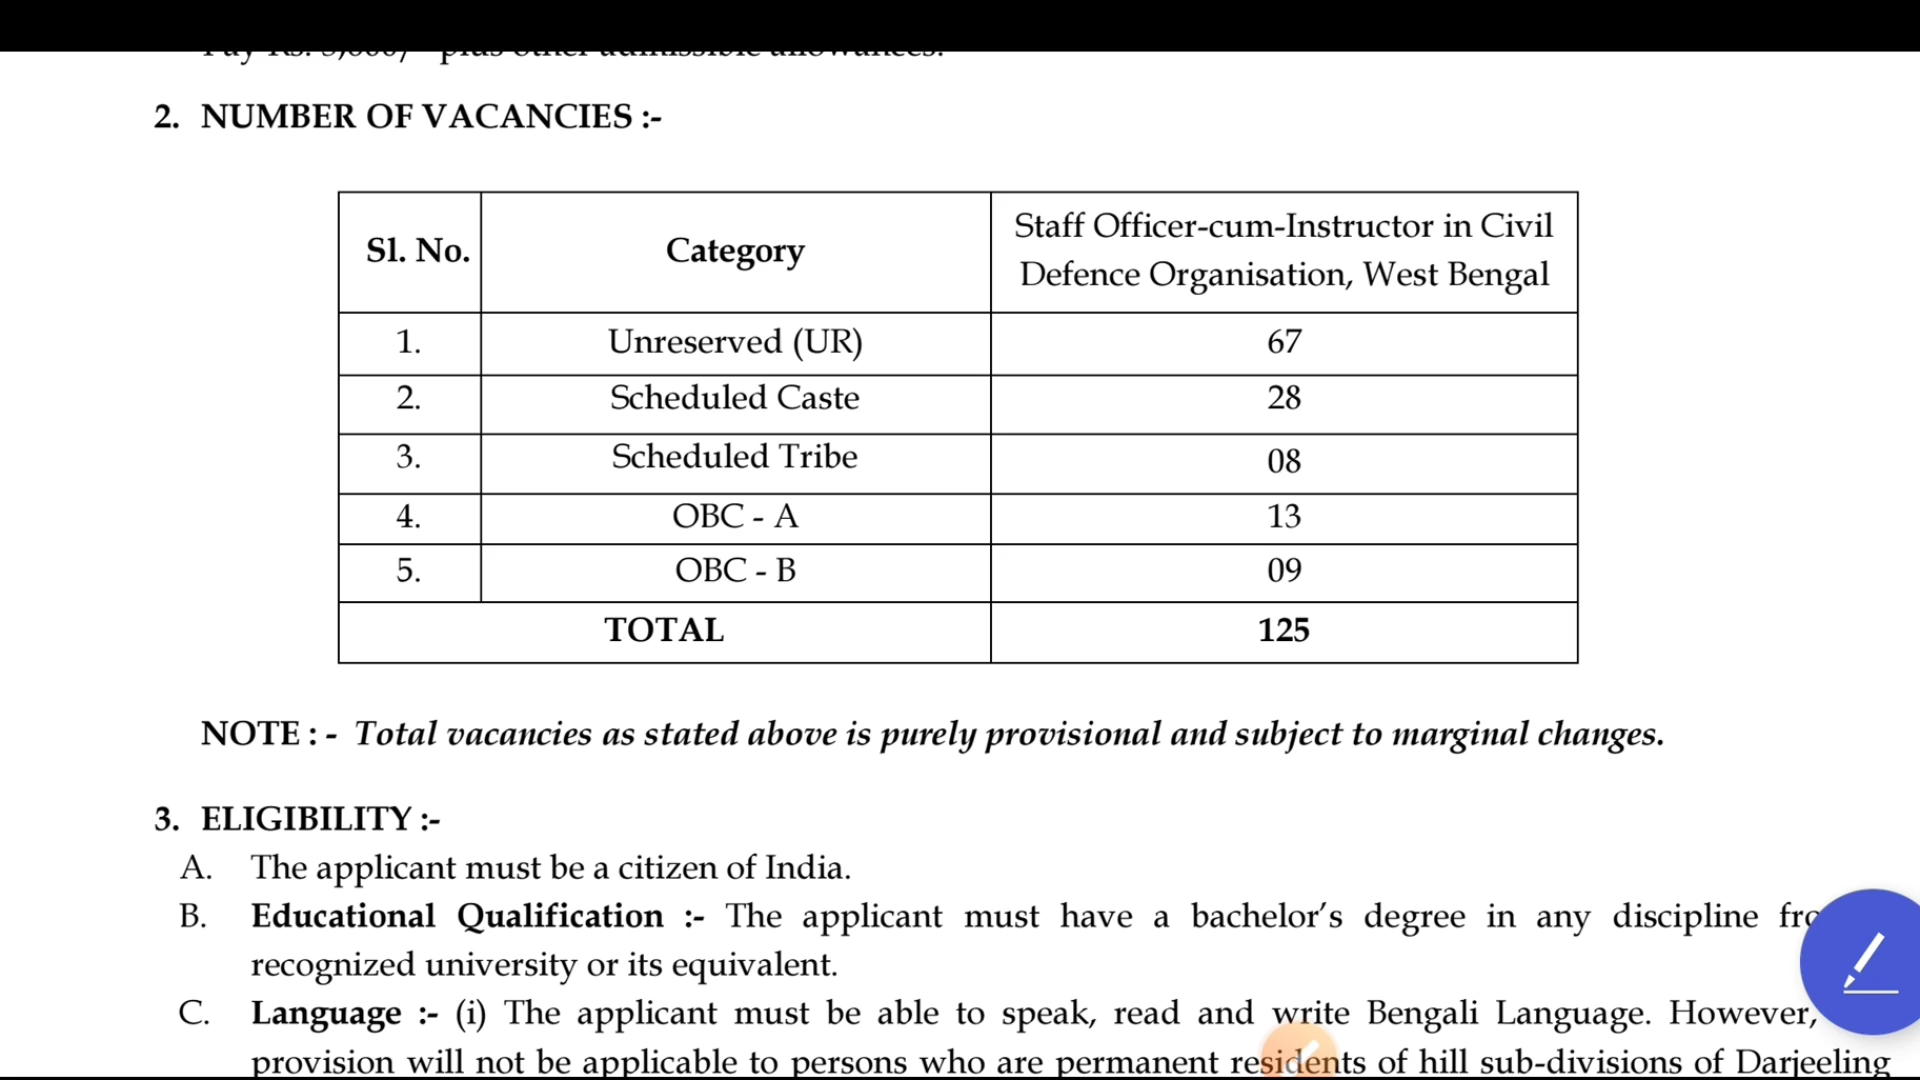 plus other admissible allowances.
2. NUMBER OF VACANCIES :-
Sl. No. Category Staff Officer-cum-Instructor in Civil Defence Organisation, West Bengal
1. Unreserved (UR) 67
2. Scheduled Caste 28
3. Scheduled Tribe 08
4. OBC - A 13
5. OBC - B 09
TOTAL 125
NOTE : - Total vacancies as stated above is purely provisional and subject to marginal changes.
3. ELIGIBILITY :-
A. The applicant must be a citizen of India.
B. Educational Qualification :- The applicant must have a bachelor's degree in any discipline
recognized university or its equivalent.
C. Language :- (i) The applicant must be able to speak, read and write Bengali Language. However,
provision will not be applicable to persons who are permanent residents of hill sub-divisions of Darjeeling